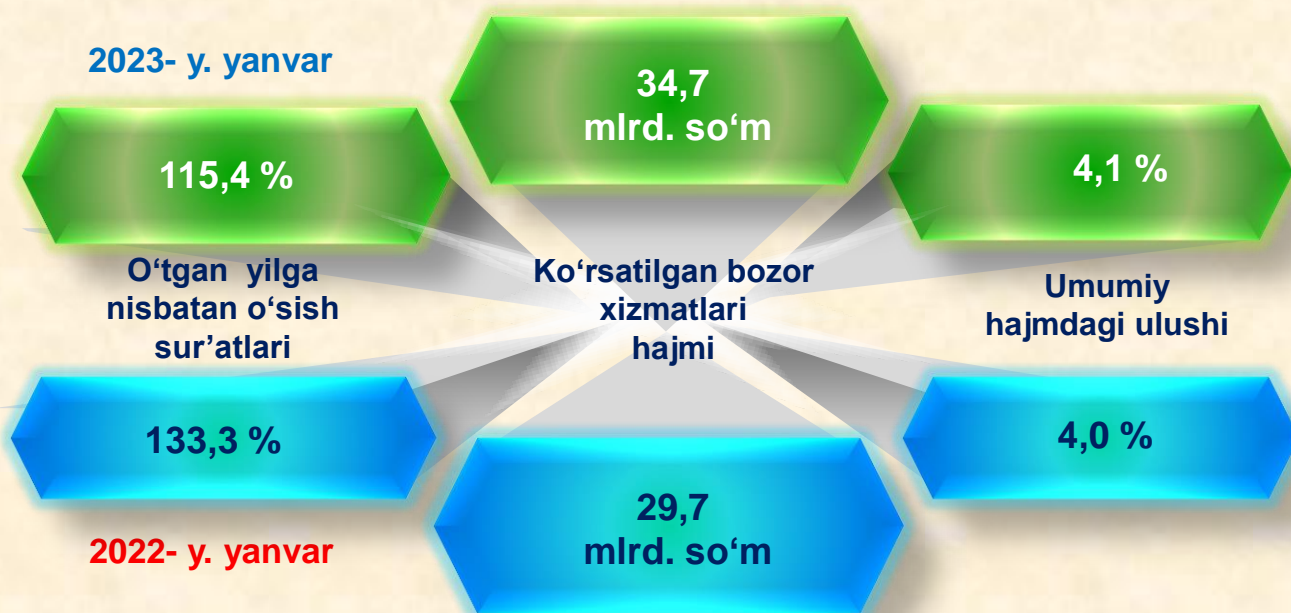 2023- y. yanvar
34,7
mlrd. so‘m
115,4 %
4,1 %
O‘tgan yilga
nisbatan o‘sish
sur’atlari
Ko‘rsatilgan bozor
xizmatlari
hajmi
Umumiy
hajmdagi ulushi
133,3 %
4,0 %
29,7
mlrd. so‘m
2022- y. yanvar